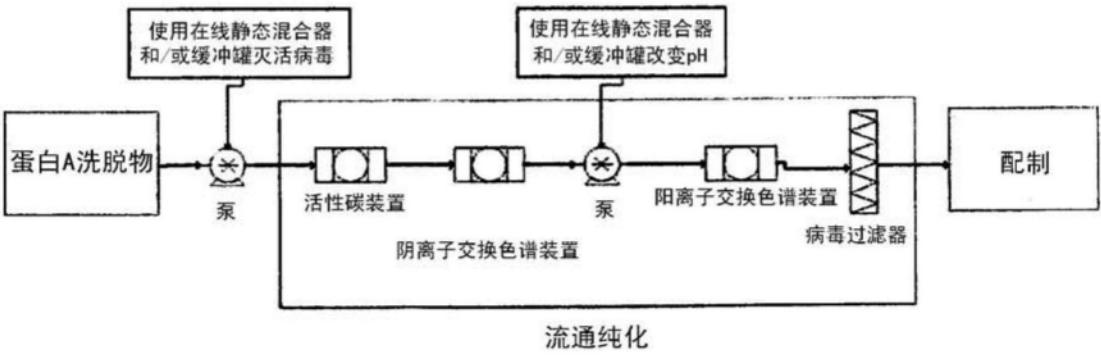 使用在线静态混合器
和/或缓冲罐灭活病毒
使用在线静态混合器
和/或缓冲罐改变pH
蛋白A洗脱物
泵
活性碳装置
阴离子交换色谱装置
泵
阳离子交换色谱装置
病毒过滤器
配制
流通纯化